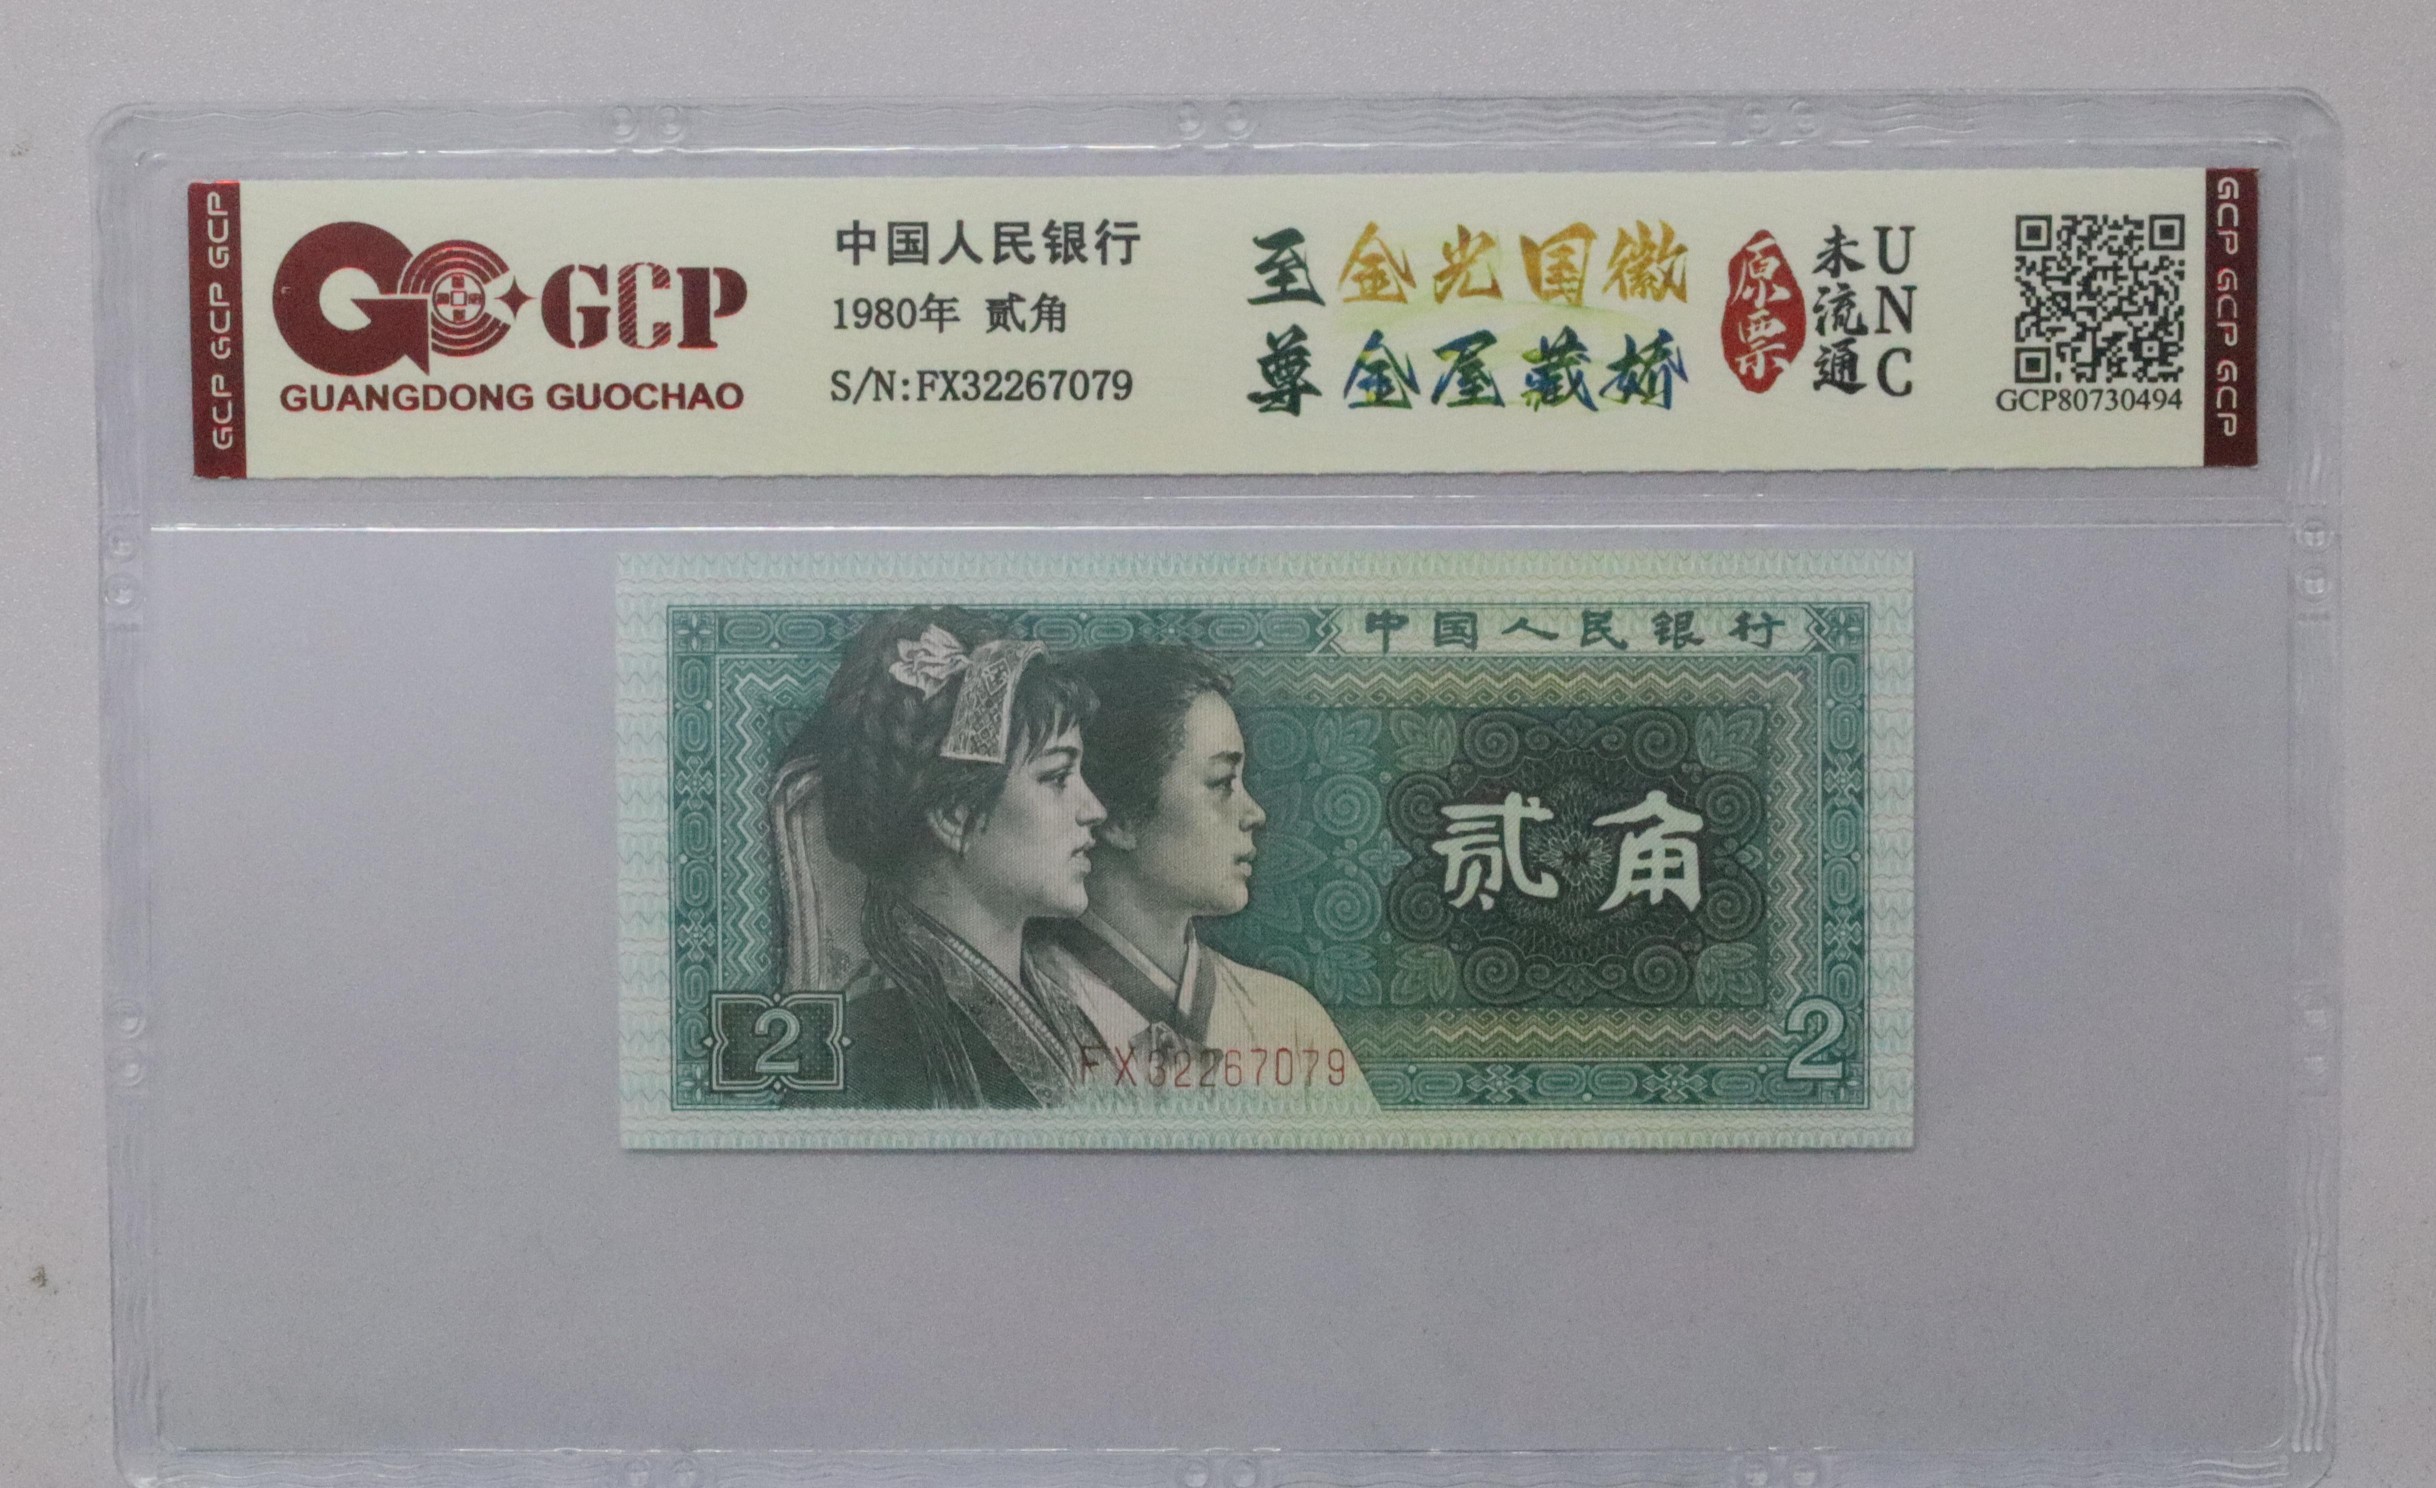 GCP GCP GCP
GCP
GUANGDONG GUOCHAO
中国人民银行
1980年 贰角
S/N:FX32267079
至尊
金光国徽
金屋藏娇
原票
未流通
UNC
GCP80730494
GCP GCP GCP
中国人民银行
贰角
2
FX32267079
2